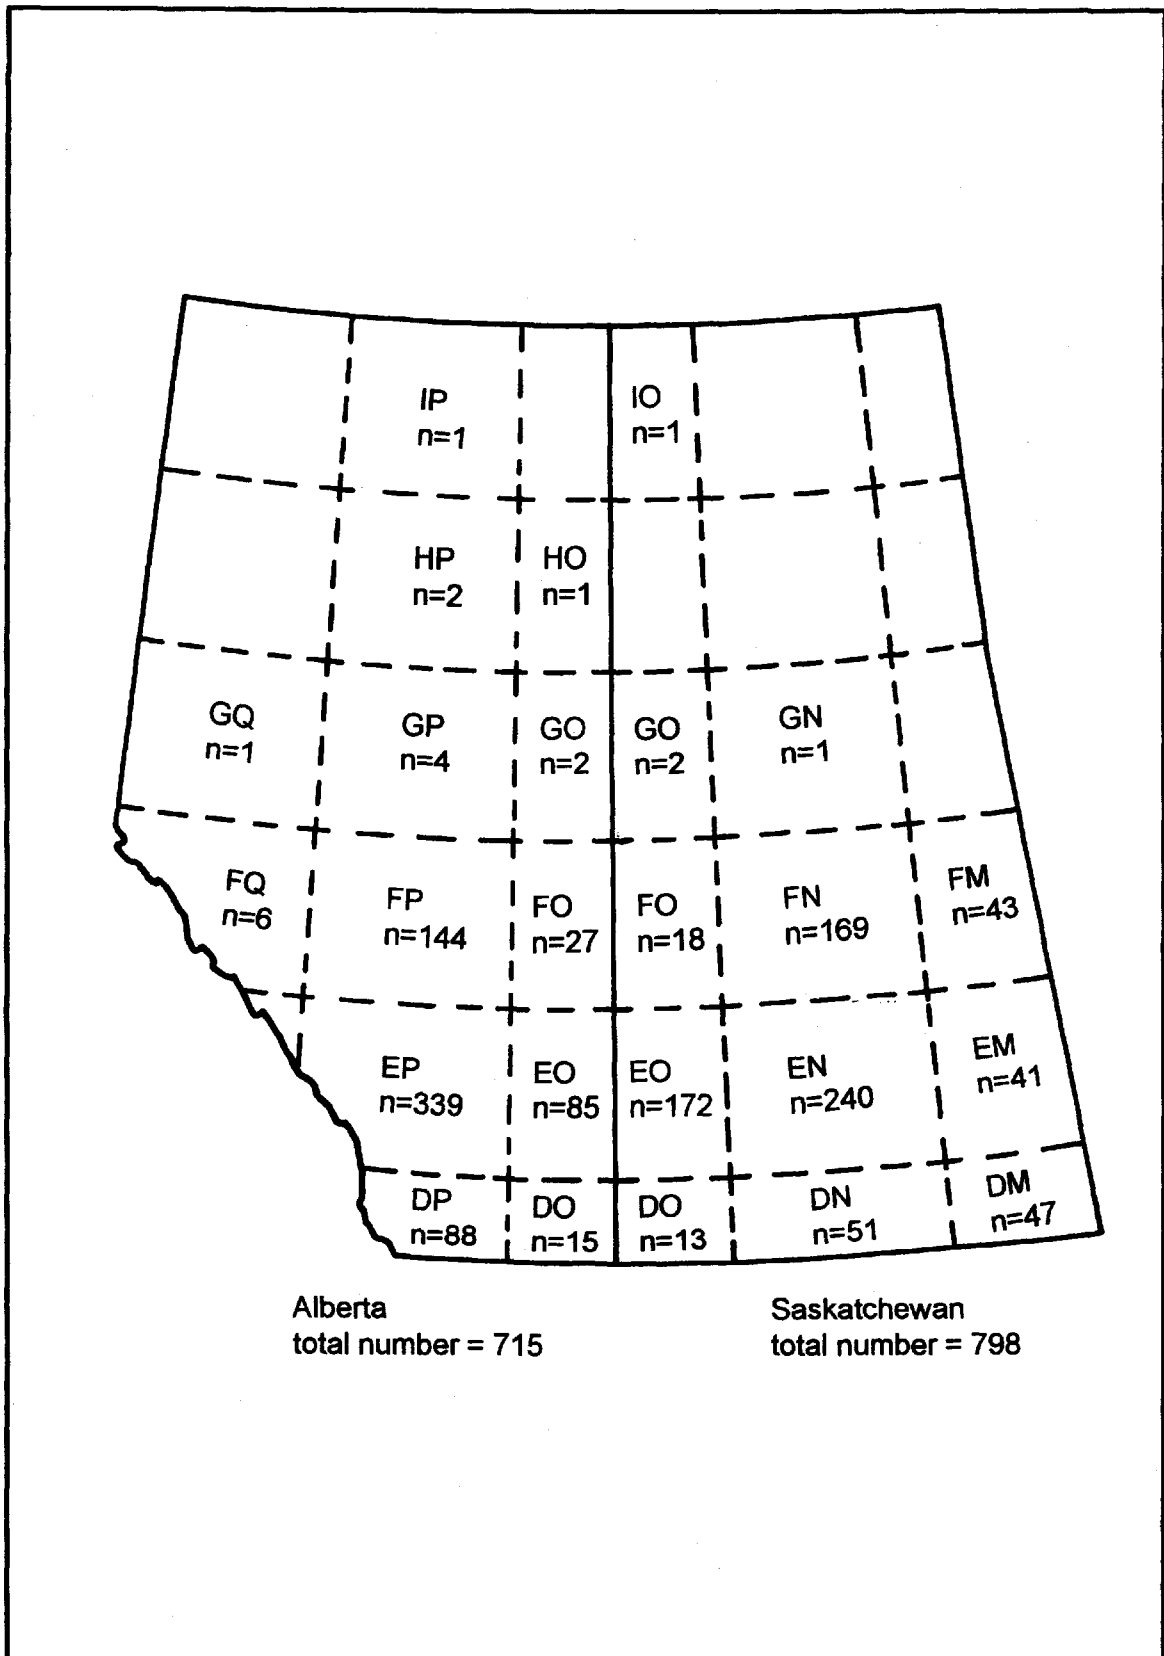 IP
n=1
IO
n=1
HP
n=2
HO
n=1
GQ
n=1
GP
n=4
GO
n=2
GO
n=2
GN
n=1
FQ
n=6
FP
n=144
FO
n=27
FO
n=18
FN
n=169
FM
n=43
EP
n=339
EO
n=85
EO
n=172
EN
n=240
EM
n=41
DP
n=88
DO
n=15
DO
n=13
DN
n=51
DM
n=47
Alberta
total number = 715
Saskatchewan
total number = 798